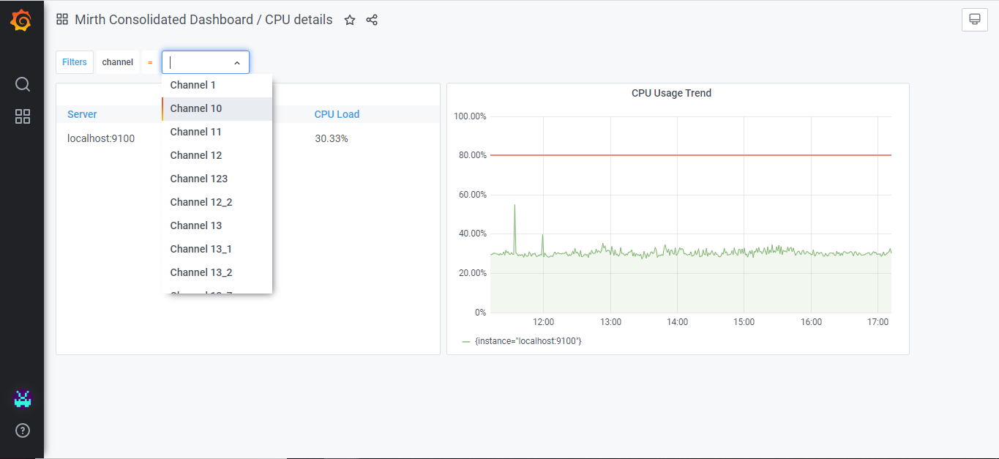 Mirth Consolidated Dashboard / CPU details
Filters channel =
Channel 1
Channel 10
Channel 11
Channel 12
Channel 123
Channel 12_2
Channel 13
Channel 13_1
Channel 13_2
Server CPU Load
localhost:9100 30.33%
CPU Usage Trend
100.00%
80.00%
60.00%
40.00%
20.00%
0%
12:00 13:00 14:00 15:00 16:00 17:00
{instance="localhost:9100"}